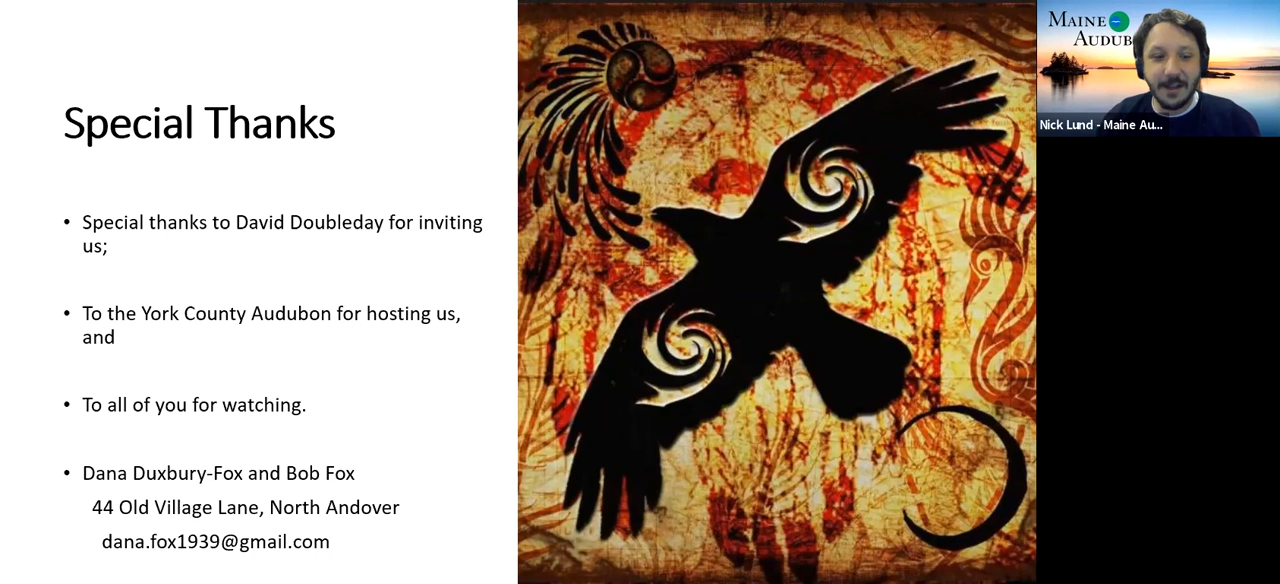 Special Thanks
• Special thanks to David Doubleday for inviting
us;
• To the York County Audubon for hosting us,
and
• To all of you for watching.
• Dana Duxbury-Fox and Bob Fox
44 Old Village Lane, North Andover
dana.fox1939@gmail.com
MAINE
AUDUB
Nick Lund - Maine Au...